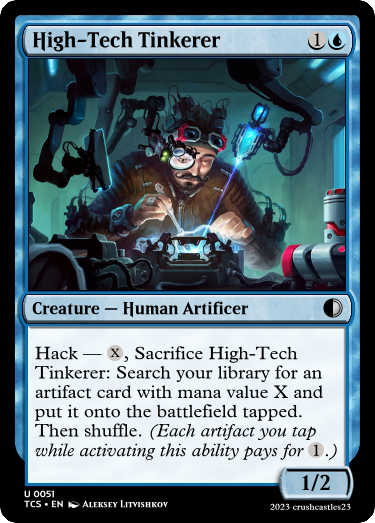 High-Tech Tinkerer 1
Creature — Human Artificer
Hack — X, Sacrifice High-Tech
Tinkerer: Search your library for an
artifact card with mana value X and
put it onto the battlefield tapped.
Then shuffle. (Each artifact you tap
while activating this ability pays for 1.)
1/2
U 0051
TCS • EN Aleksey Litvishkov
2023 crushcastles23